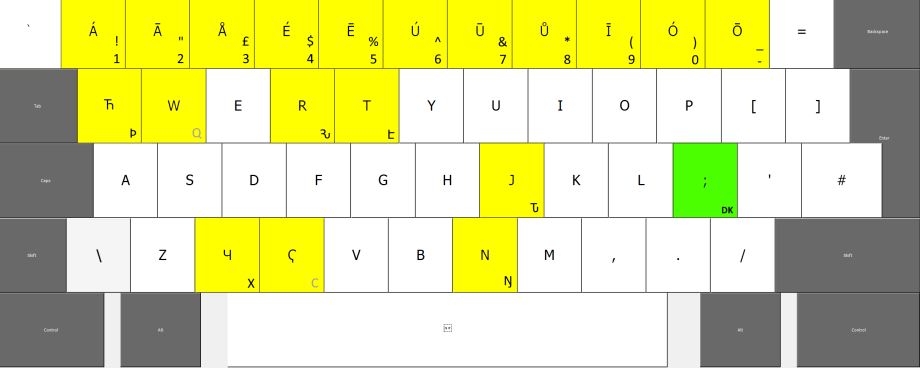 ` Á ! 1 Ā " 2 Å £ 3 É $ 4 Ē % 5 Ú ^ 6 Ū & 7 Ů * 8 Ī ( 9 Ó ) 0 Õ _ - = Backspace
Tab Ћ Þ W Q E R Ԅ T Է Y U I O P [ ] Enter
Caps A S D F G H J Ⴀ K L ; DK ' #
Shift \ Z Ч X Ç C V B N Ŋ M , . / Shift
Control Alt Alt Control